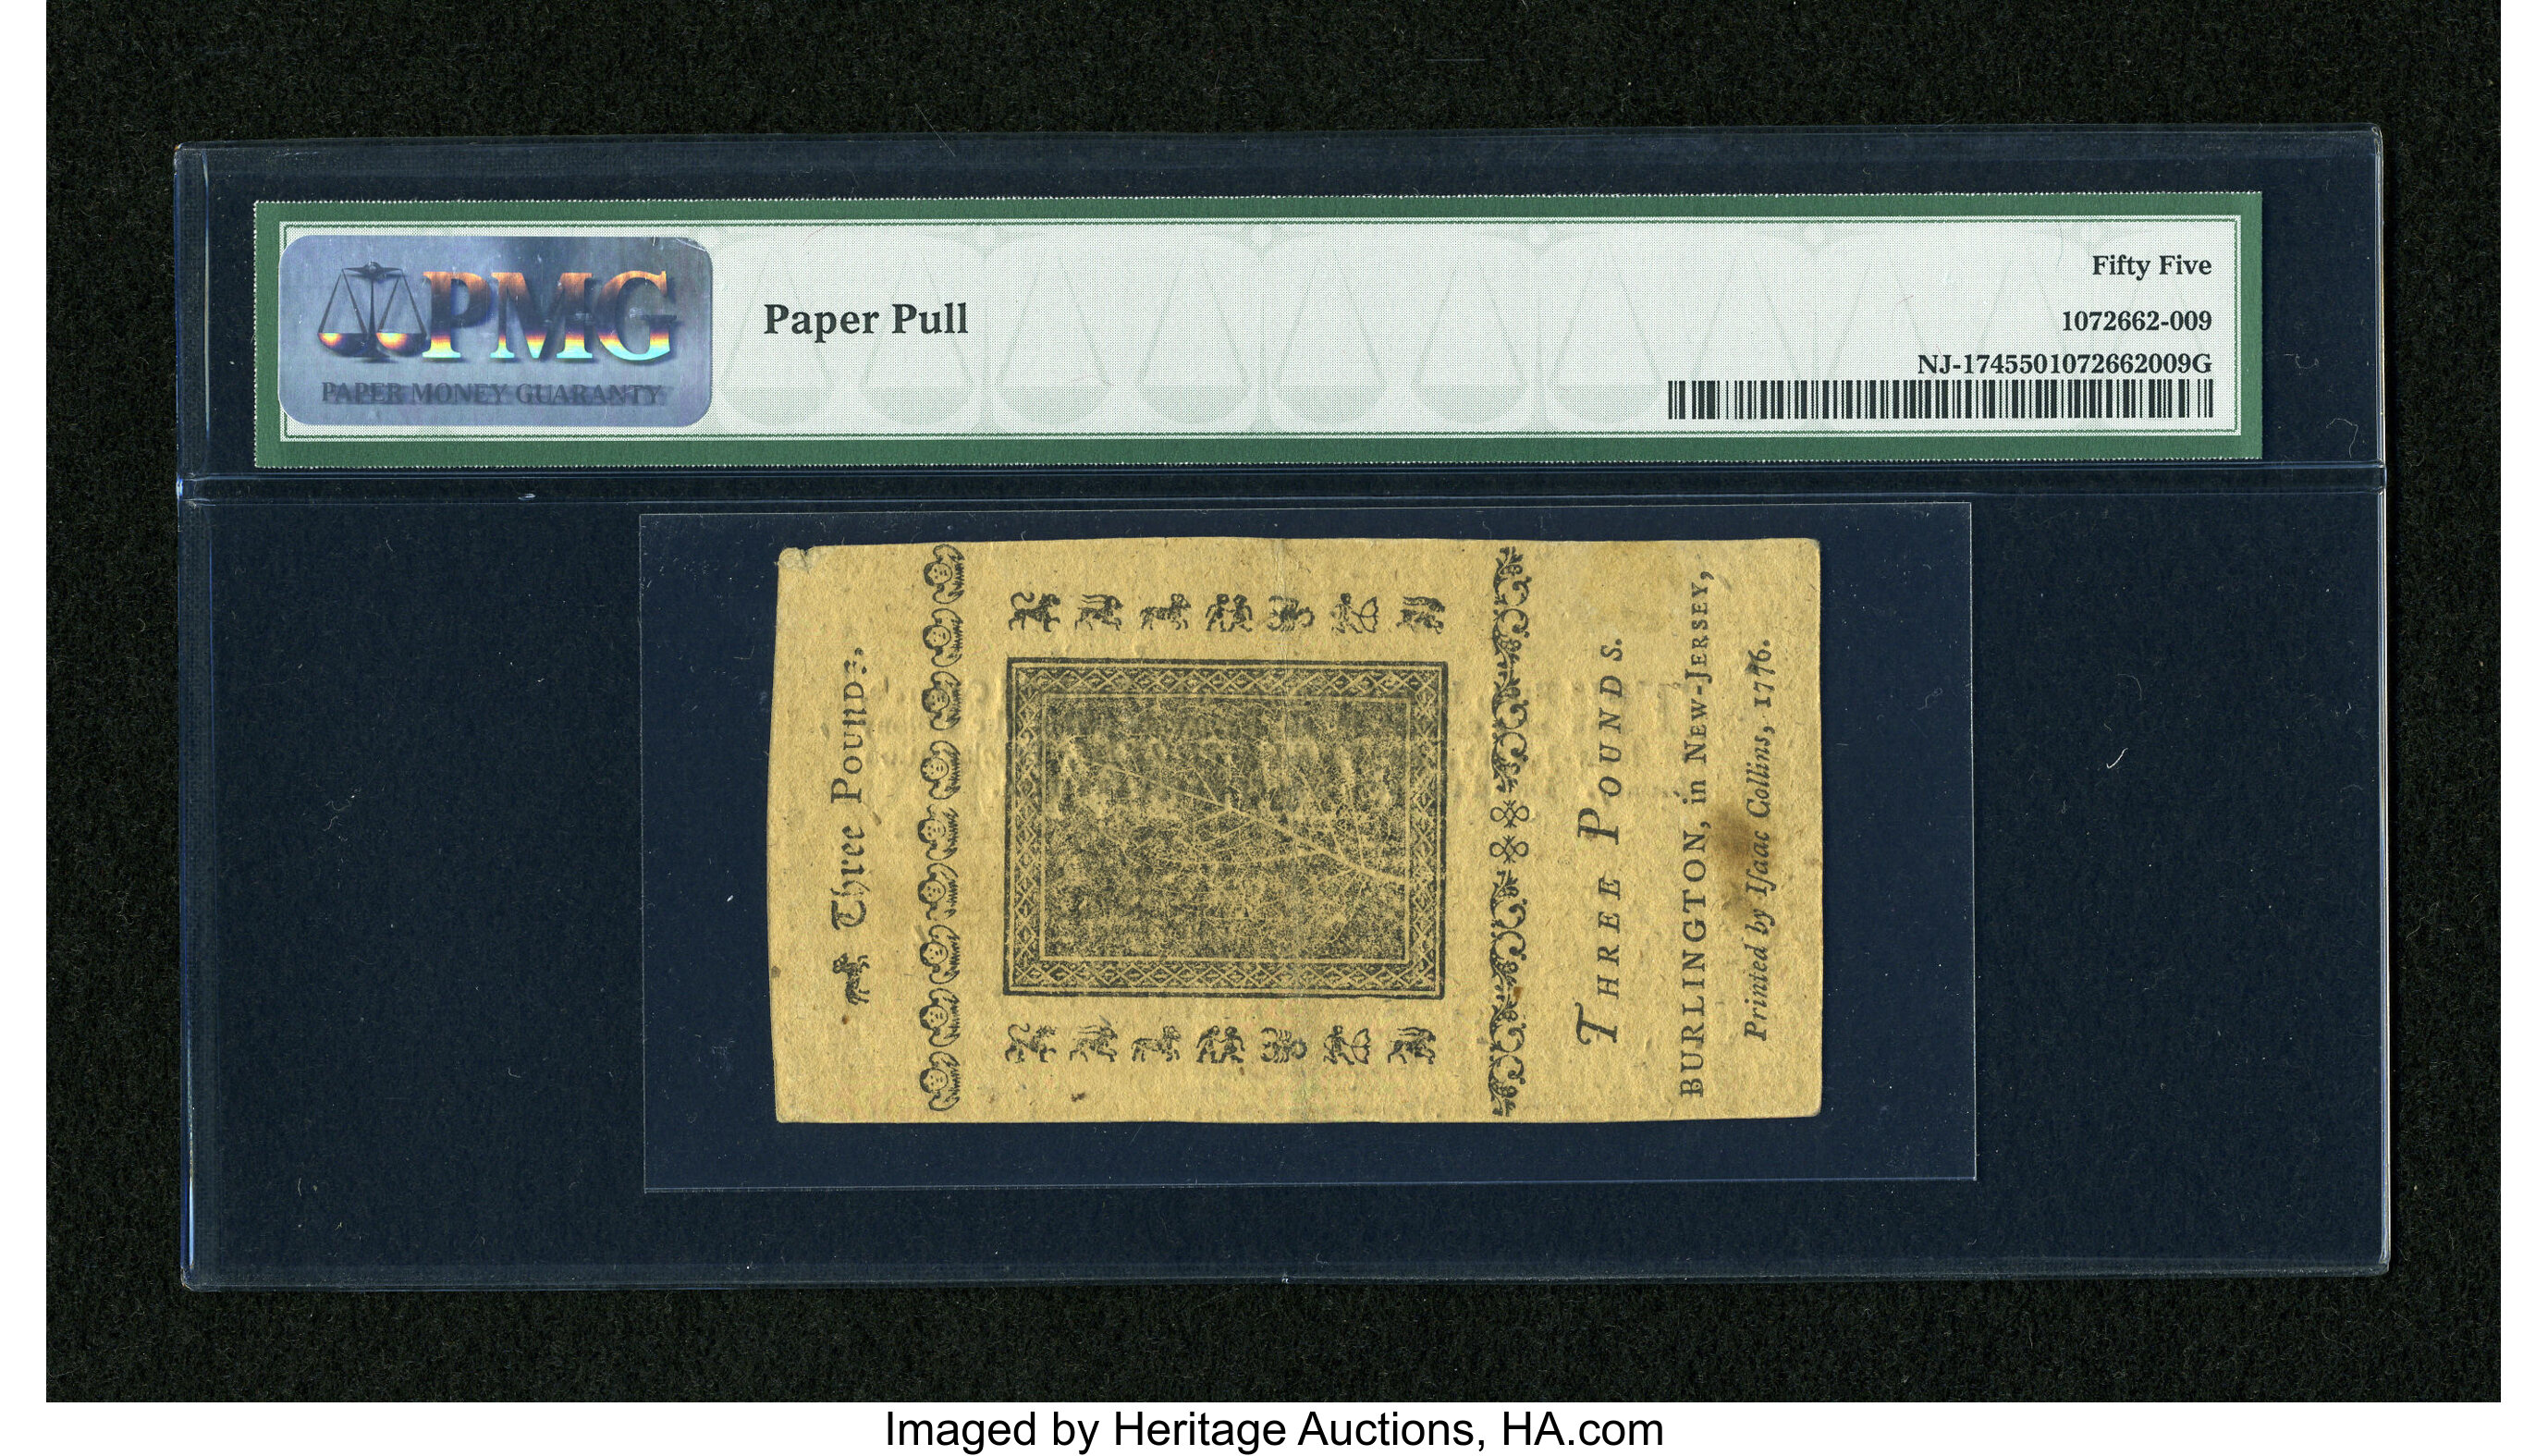 PMG
PAPER MONEY GUARANTY
Paper Pull
Fifty Five
1072662-009
NJ-1745501072662009G
Three Pounds.
THREE POUNDS.
BURLINGTON, in NEW-JERSEY,
Printed by Iſaac Collins, 1776.
Imaged by Heritage Auctions, HA.com